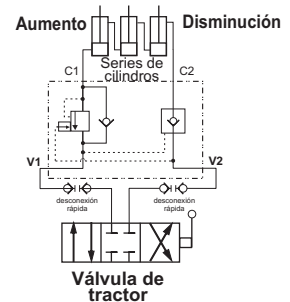 Aumento
Disminución
Series de
cilindros
C1
C2
V1
V2
desconexión
rápida
desconexión
rápida
Válvula de
tractor